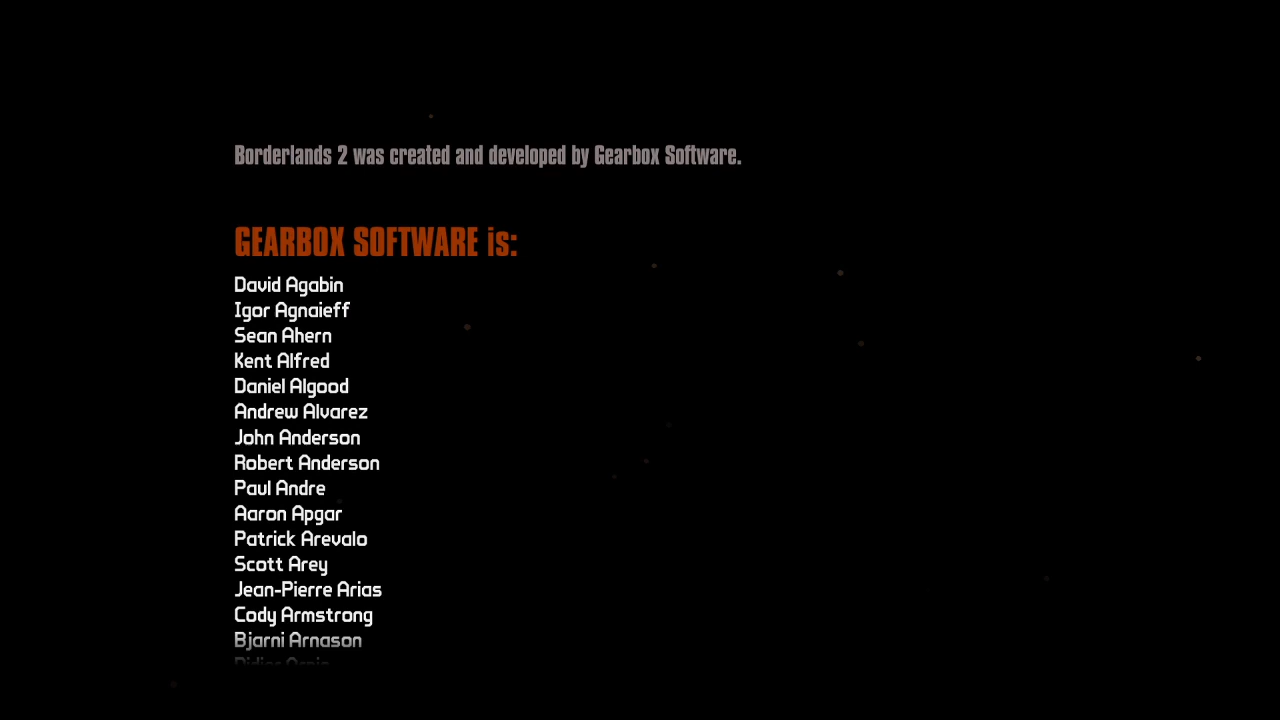 Borderlands 2 was created and developed by Gearbox Software.
GEARBOX SOFTWARE is:
David Agabin
Igor Agnaieff
Sean Ahern
Kent Alfred
Daniel Algood
Andrew Alvarez
John Anderson
Robert Anderson
Paul Andre
Aaron Apgar
Patrick Arevalo
Scott Arey
Jean-Pierre Arias
Cody Armstrong
Bjarni Arnason